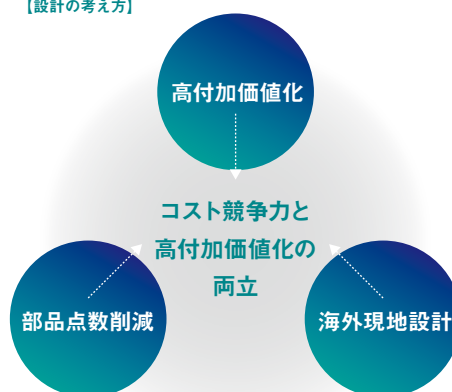 【設計の考え方】
高付加価値化
コスト競争力と
高付加価値化の
両立
部品点数削減
海外現地設計